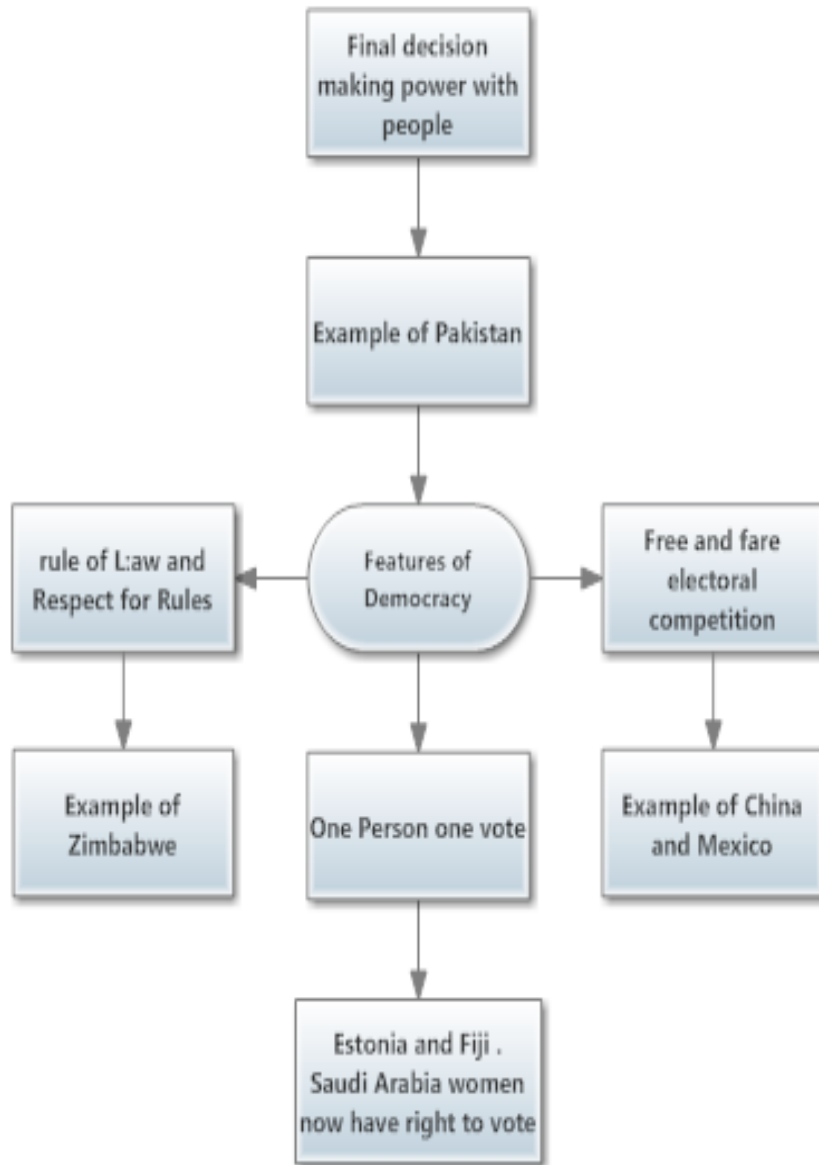 Final decision
making power with
people
Example of Pakistan
rule of L:aw and
Respect for Rules
Features of
Democracy
Free and fare
electoral
competition
Example of
Zimbabwe
One Person one vote
Example of China
and Mexico
Estonia and Fiji .
Saudi Arabia women
now have right to vote